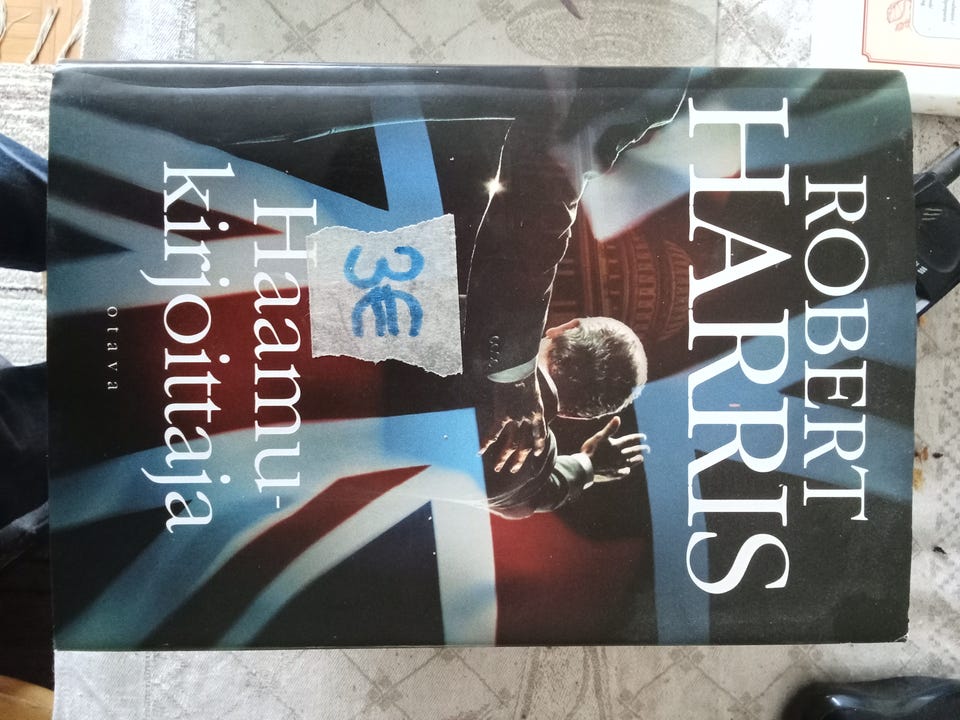 ROBERT
HARRIS
3€
Haamu-
kirjoittaja
otava